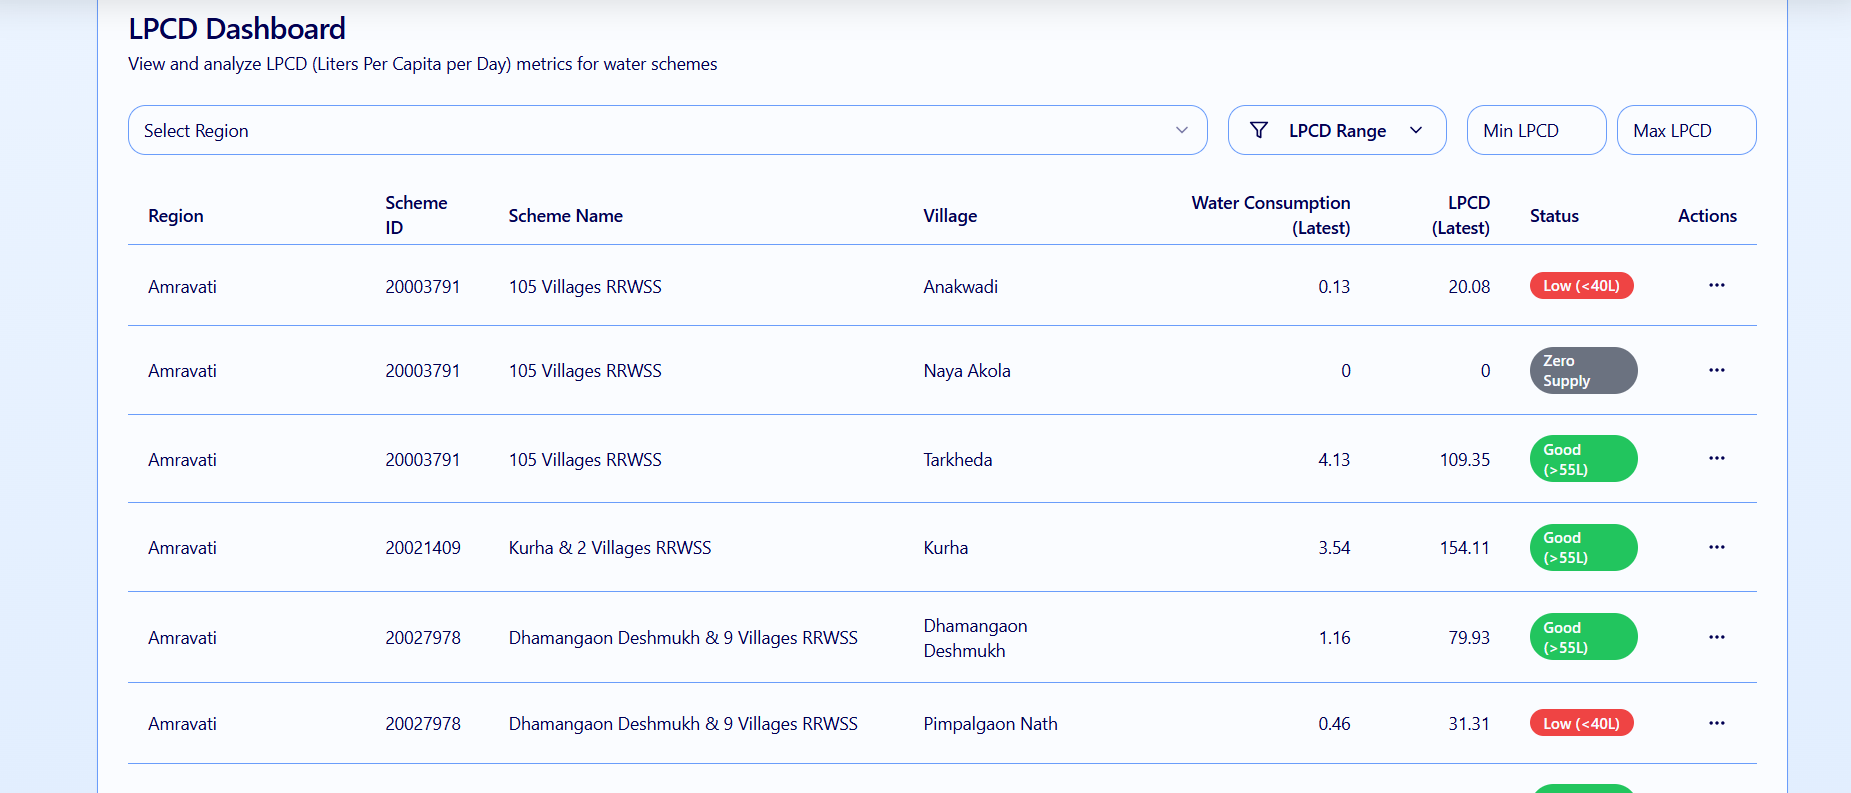 LPCD Dashboard
View and analyze LPCD (Liters Per Capita per Day) metrics for water schemes
Select Region
LPCD Range
Min LPCD
Max LPCD
Region
Scheme
ID
Scheme Name
Village
Water Consumption
(Latest)
LPCD
(Latest)
Status
Actions
Amravati 20003791 105 Villages RRWSS Anakwadi 0.13 20.08 Low (<40L)
Amravati 20003791 105 Villages RRWSS Naya Akola 0 0 Zero
Supply
Amravati 20003791 105 Villages RRWSS Tarkheda 4.13 109.35 Good
(>55L)
Amravati 20021409 Kurha & 2 Villages RRWSS Kurha 3.54 154.11 Good
(>55L)
Amravati 20027978 Dhamangaon Deshmukh & 9 Villages RRWSS Dhamangaon
Deshmukh 1.16 79.93 Good
(>55L)
Amravati 20027978 Dhamangaon Deshmukh & 9 Villages RRWSS Pimpalgaon Nath 0.46 31.31 Low (<40L)